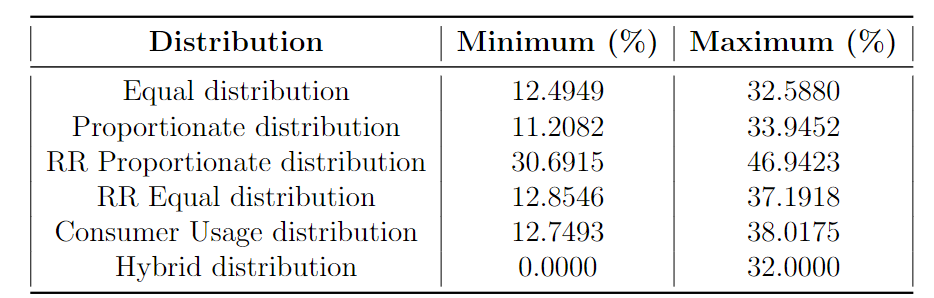 Distribution Minimum (%) Maximum (%)
Equal distribution 12.4949 32.5880
Proportionate distribution 11.2082 33.9452
RR Proportionate distribution 30.6915 46.9423
RR Equal distribution 12.8546 37.1918
Consumer Usage distribution 12.7493 38.0175
Hybrid distribution 0.0000 32.0000